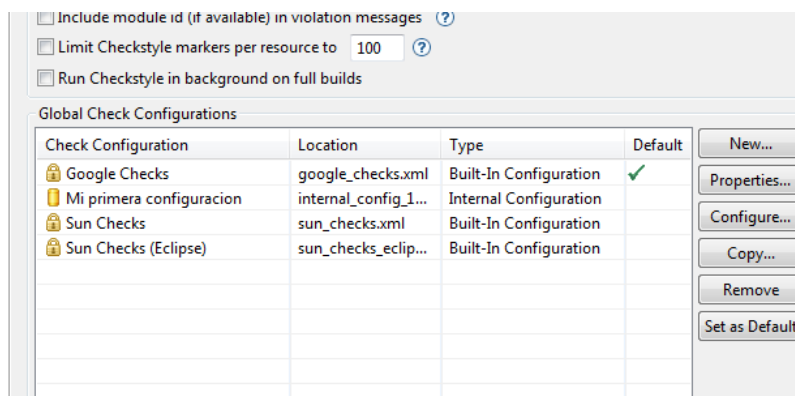 Include module id (if available) in violation messages
Limit Checkstyle markers per resource to 100
Run Checkstyle in background on full builds
Global Check Configurations
Check Configuration Location Type Default New...
Google Checks google_checks.xml Built-In Configuration Properties...
Mi primera configuracion internal_config_1... Internal Configuration Configure...
Sun Checks sun_checks.xml Built-In Configuration
Sun Checks (Eclipse) sun_checks_eclip... Built-In Configuration Copy...
Remove
Set as Default